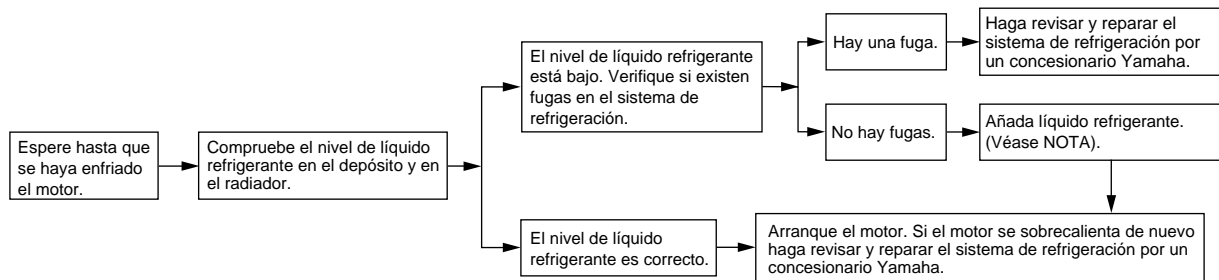 Espere hasta que
se haya enfriado
el motor.
Compruebe el nivel de líquido
refrigerante en el depósito y en
el radiador.
El nivel de líquido refrigerante
está bajo. Verifique si existen
fugas en el sistema de
refrigeración.
Hay una fuga.
Haga revisar y reparar el
sistema de refrigeración por
un concesionario Yamaha.
No hay fugas.
Añada líquido refrigerante.
(Véase NOTA).
El nivel de líquido
refrigerante es correcto.
Arranque el motor. Si el motor se sobrecalienta de nuevo
haga revisar y reparar el sistema de refrigeración por un
concesionario Yamaha.